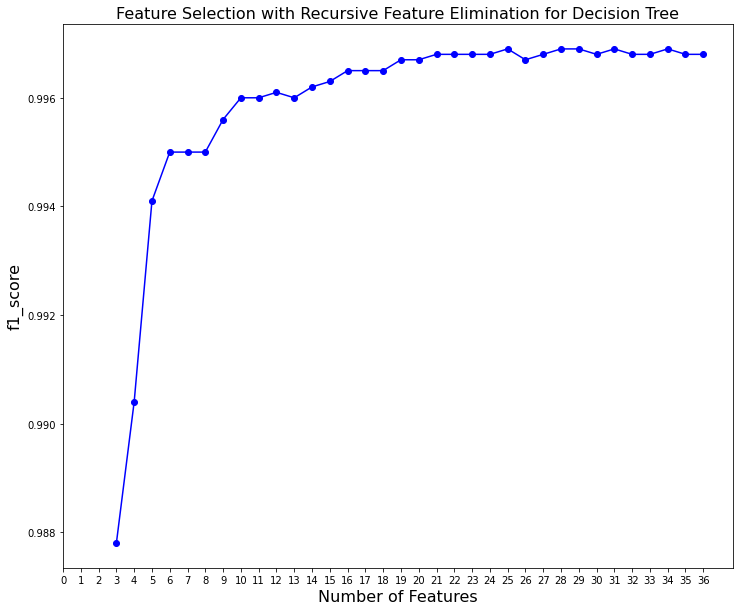 Feature Selection with Recursive Feature Elimination for Decision Tree
f1_score
0.996
0.994
0.992
0.990
0.988
0 1 2 3 4 5 6 7 8 9 10 11 12 13 14 15 16 17 18 19 20 21 22 23 24 25 26 27 28 29 30 31 32 33 34 35 36
Number of Features